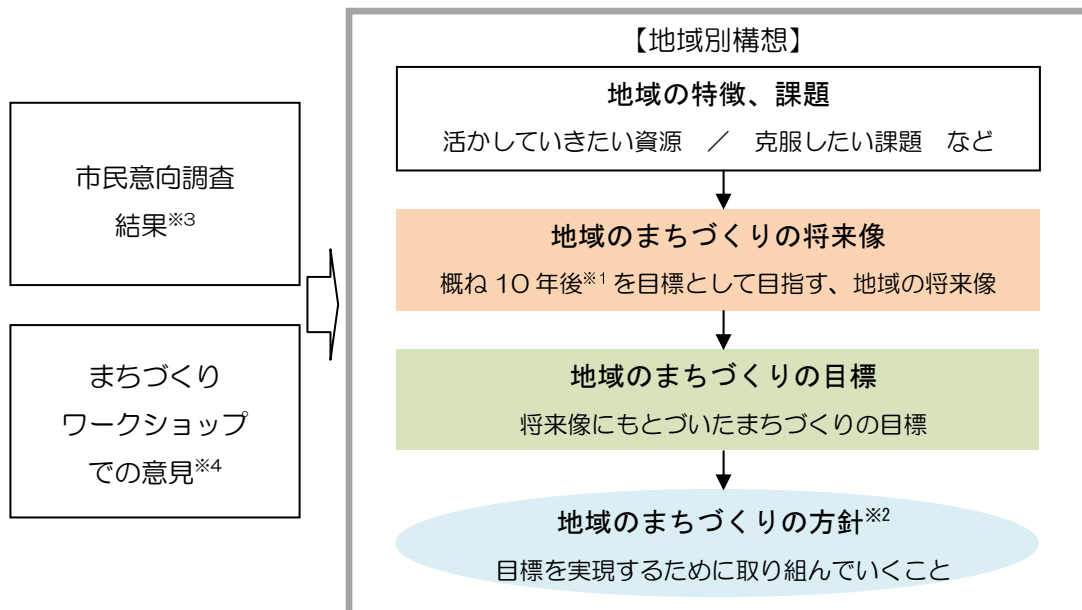 市民意向調査
結果※3
まちづくり
ワークショップ
での意見※4
【地域別構想】
地域の特徴、課題
活かしていきたい資源　／　克服したい課題　など
地域のまちづくりの将来像
概ね 10 年後※1 を目標として目指す、地域の将来像
地域のまちづくりの目標
将来像にもとづいたまちづくりの目標
地域のまちづくりの方針※2
目標を実現するために取り組んでいくこと